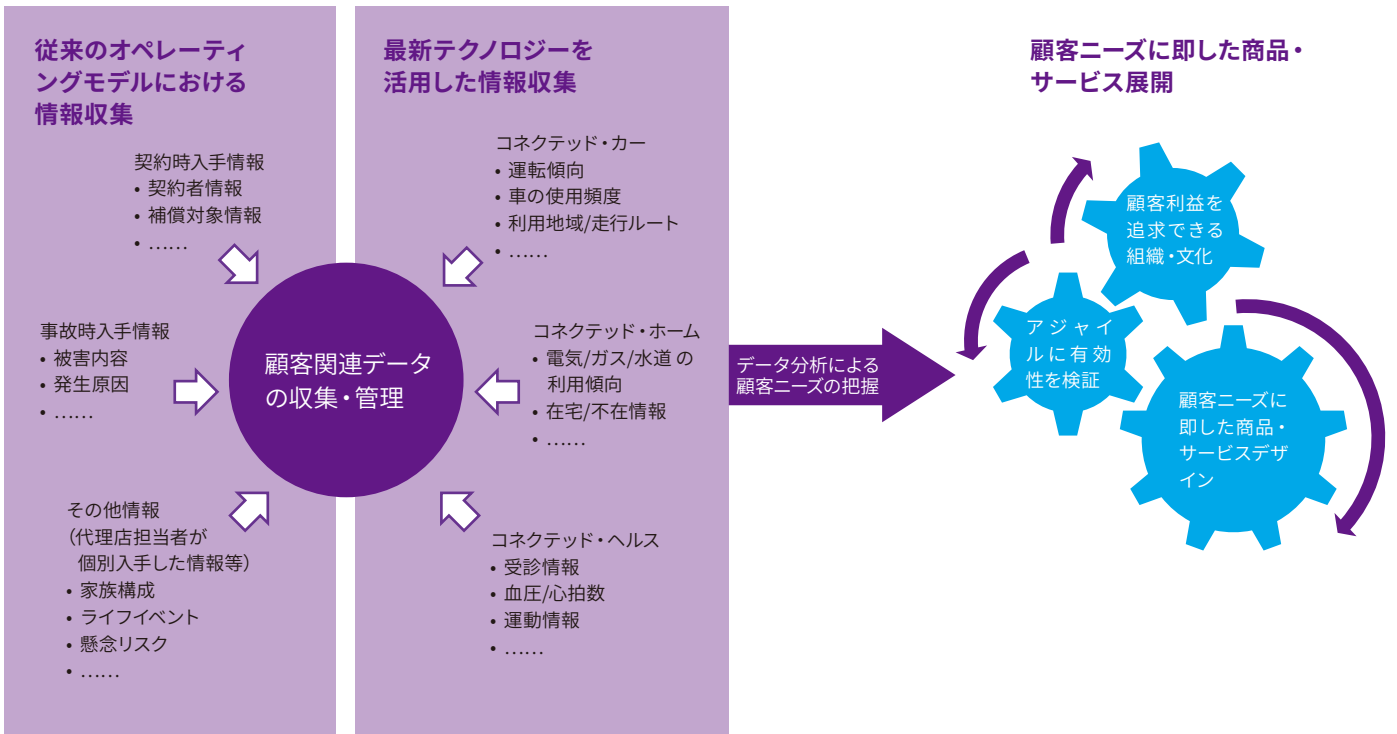 従来のオペレーティ
ングモデルにおける
情報収集
契約時入手情報
• 契約者情報
• 補償対象情報
• ……
事故時入手情報
• 被害内容
• 発生原因
• ……
その他情報
（代理店担当者が
個別入手した情報等）
• 家族構成
• ライフイベント
• 懸念リスク
• ……
顧客関連データ
の収集・管理
最新テクノロジーを
活用した情報収集
コネクテッド・カー
• 運転傾向
• 車の使用頻度
• 利用地域/走行ルート
• ……
コネクテッド・ホーム
• 電気/ガス/水道の
利用傾向
• 在宅/不在情報
• ……
コネクテッド・ヘルス
• 受診情報
• 血圧/心拍数
• 運動情報
• ……
データ分析による
顧客ニーズの把握
顧客ニーズに即した商品・
サービス展開
顧客利益を
追求できる
組織・文化
アジャイ
ルに有効
性を検証
顧客ニーズに
即した商品・
サービスデザ
イン